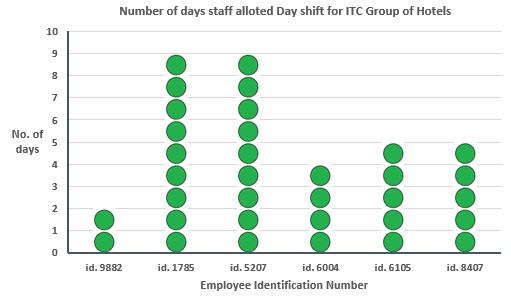 Number of days staff alloted Day shift for ITC Group of Hotels
10
9
8
7
6
5
4
3
2
1
0
No. of
days
id. 9882 id. 1785 id. 5207 id. 6004 id. 6105 id. 8407
Employee Identification Number